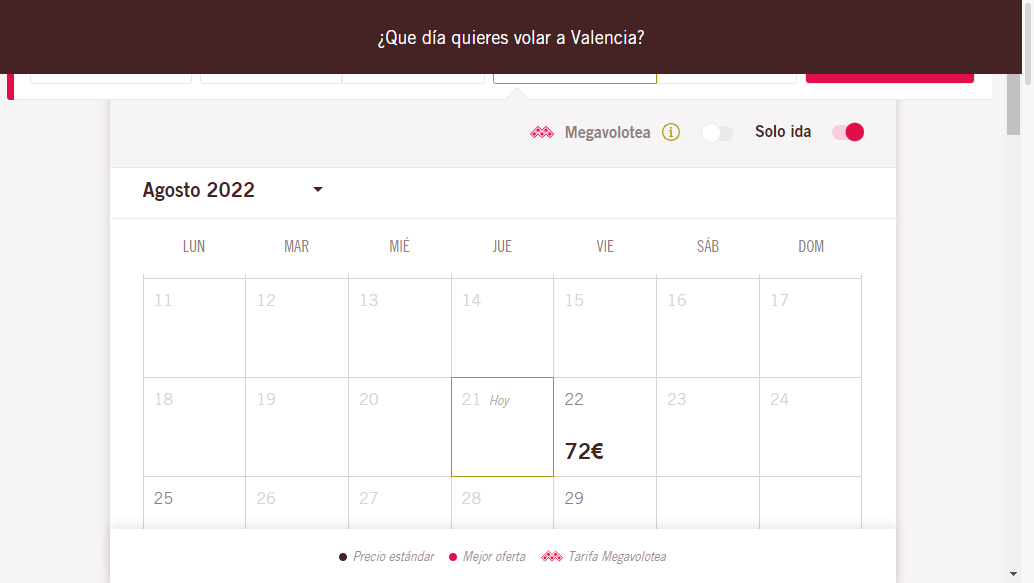 ¿Que día quieres volar a Valencia?
Megavolotea i Solo ida
Agosto 2022
LUN MAR MIÉ JUE VIE SÁB DOM
11 12 13 14 15 16 17
18 19 20 21 Hoy 22 23 24
72€
25 26 27 28 29
Precio estándar Mejor oferta Tarifa Megavolotea